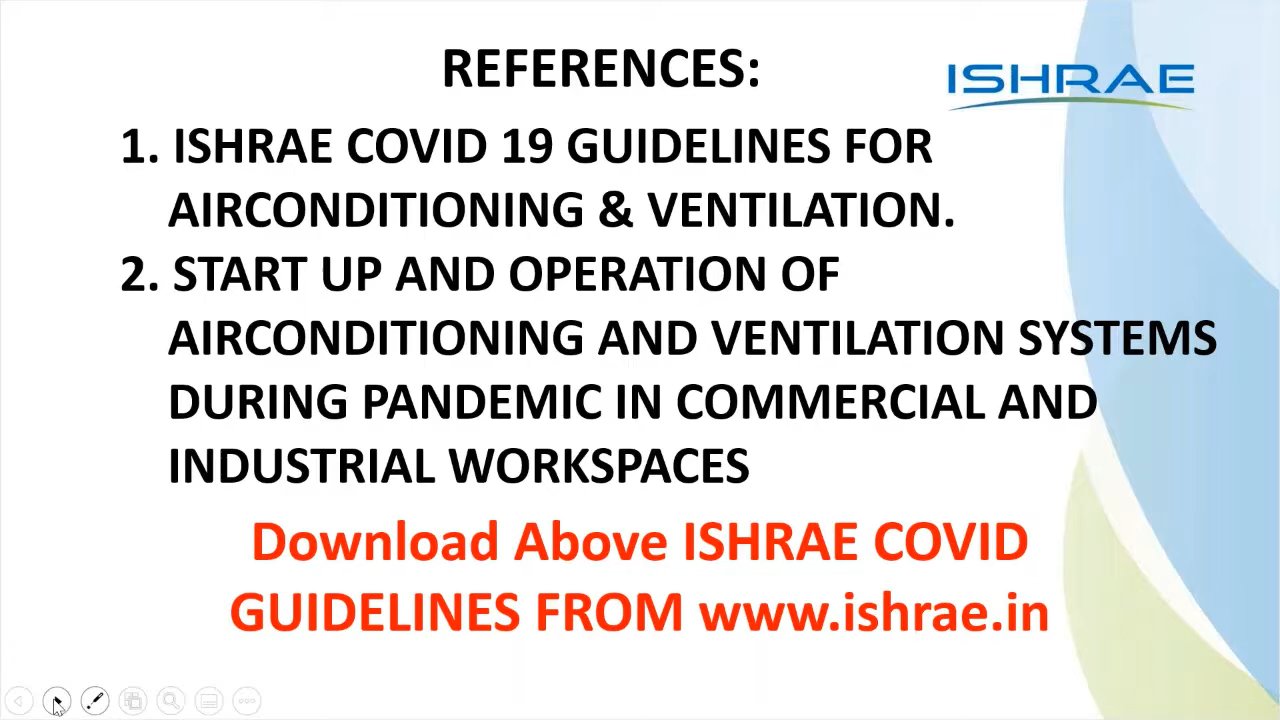 REFERENCES:
ISHRAE
1. ISHRAE COVID 19 GUIDELINES FOR
AIRCONDITIONING & VENTILATION.
2. START UP AND OPERATION OF
AIRCONDITIONING AND VENTILATION SYSTEMS
DURING PANDEMIC IN COMMERCIAL AND
INDUSTRIAL WORKSPACES
Download Above ISHRAE COVID
GUIDELINES FROM www.ishrae.in